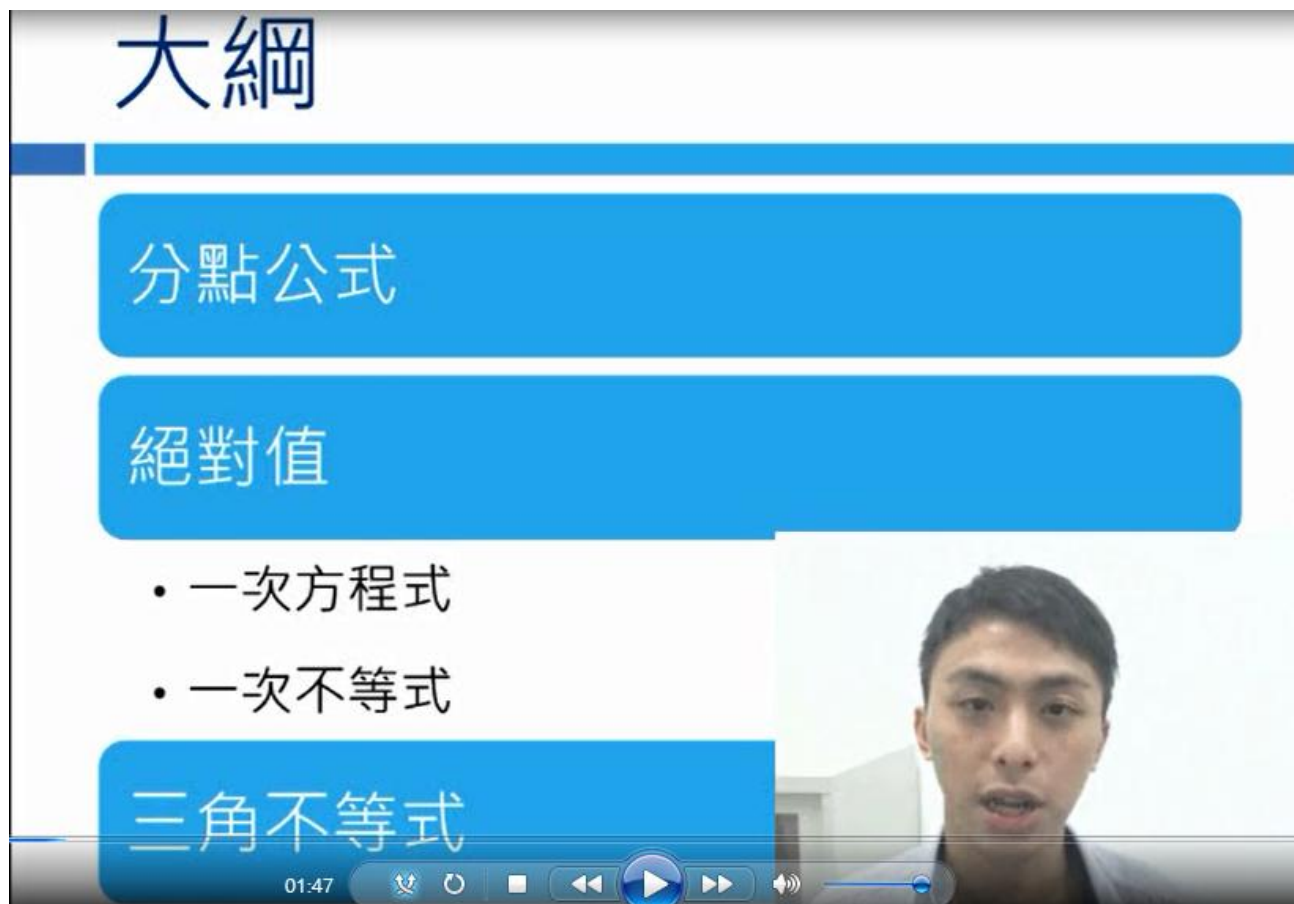 大綱
分點公式
絕對值
• 一次方程式
• 一次不等式
三角不等式
01:47